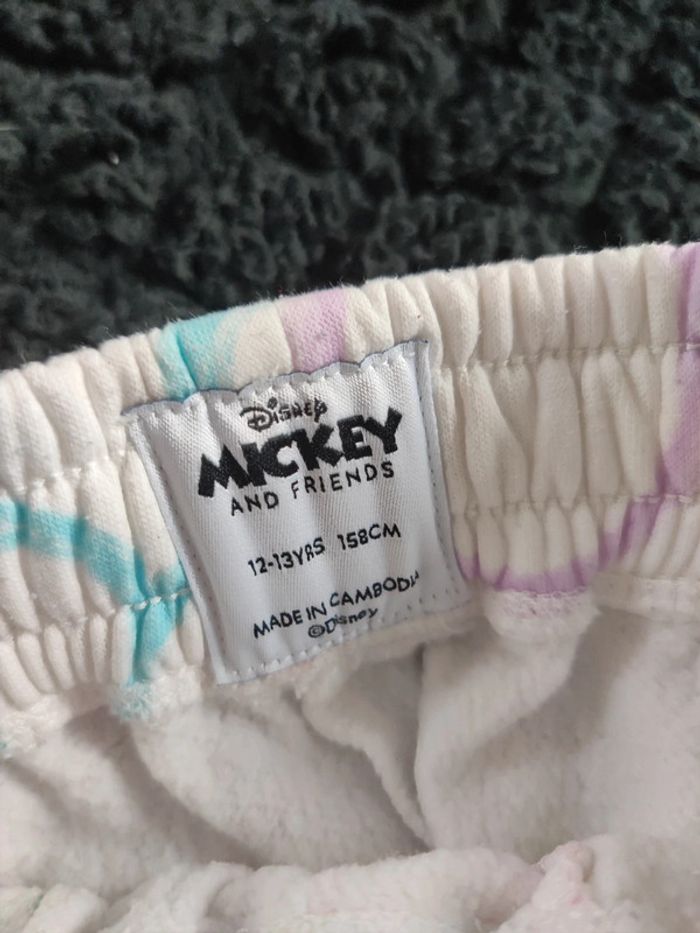 Disney
MICKEY
AND FRIENDS
12-13YRS 158CM
MADE IN CAMBODIA
©Disney